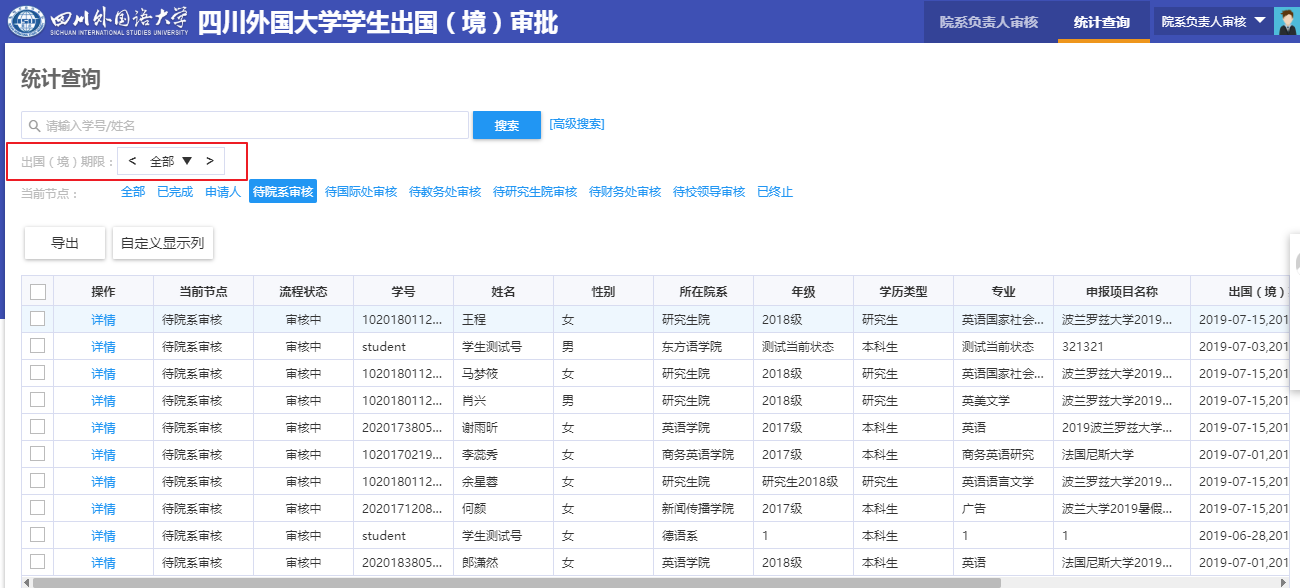 四川外国语大学 四川外国大学学生出国（境）审批 院系负责人审核 统计查询 院系负责人审核
SICHUAN INTERNATIONAL STUDIES UNIVERSITY
统计查询
请输入学号/姓名 搜索 [高级搜索]
出国（境）期限： < 全部 ▼ >
当前节点： 全部 已完成 申请人 待院系审核 待国际处审核 待教务处审核 待研究生院审核 待财务处审核 待校领导审核 已终止
导出 自定义显示列
操作 当前节点 流程状态 学号 姓名 性别 所在院系 年级 学历类型 专业 申报项目名称 出国（境）
详情 待院系审核 审核中 1020180112... 王程 女 研究生院 2018级 研究生 英语国家社会... 波兰罗兹大学2019... 2019-07-15,201
详情 待院系审核 审核中 student 学生测试号 男 东方语学院 测试当前状态 本科生 测试当前状态 321321 2019-07-03,201
详情 待院系审核 审核中 1020180112... 马梦筱 女 研究生院 2018级 研究生 英语国家社会... 波兰罗兹大学2019... 2019-07-15,201
详情 待院系审核 审核中 1020180112... 肖兴 男 研究生院 2018级 研究生 英美文学 波兰罗兹大学2019... 2019-07-15,201
详情 待院系审核 审核中 2020173805... 谢雨昕 女 英语学院 2017级 本科生 英语 2019波兰罗兹大学... 2019-07-15,201
详情 待院系审核 审核中 1020170219... 李蕊秀 女 商务英语学院 2017级 本科生 商务英语研究 法国尼斯大学 2019-07-01,201
详情 待院系审核 审核中 1020180112... 余星蓉 女 研究生院 研究生2018级 研究生 英语语言文学 波兰罗兹大学2019... 2019-07-15,201
详情 待院系审核 审核中 2020171208... 何颜 女 新闻传播学院 2017级 本科生 广告 波兰大学2019暑假... 2019-07-15,201
详情 待院系审核 审核中 student 学生测试号 女 德语系 1 本科生 1 1 2019-06-28,201
详情 待院系审核 审核中 2020183805... 郎潇然 女 英语学院 2018级 本科生 英语 法国尼斯大学2019... 2019-07-01,201